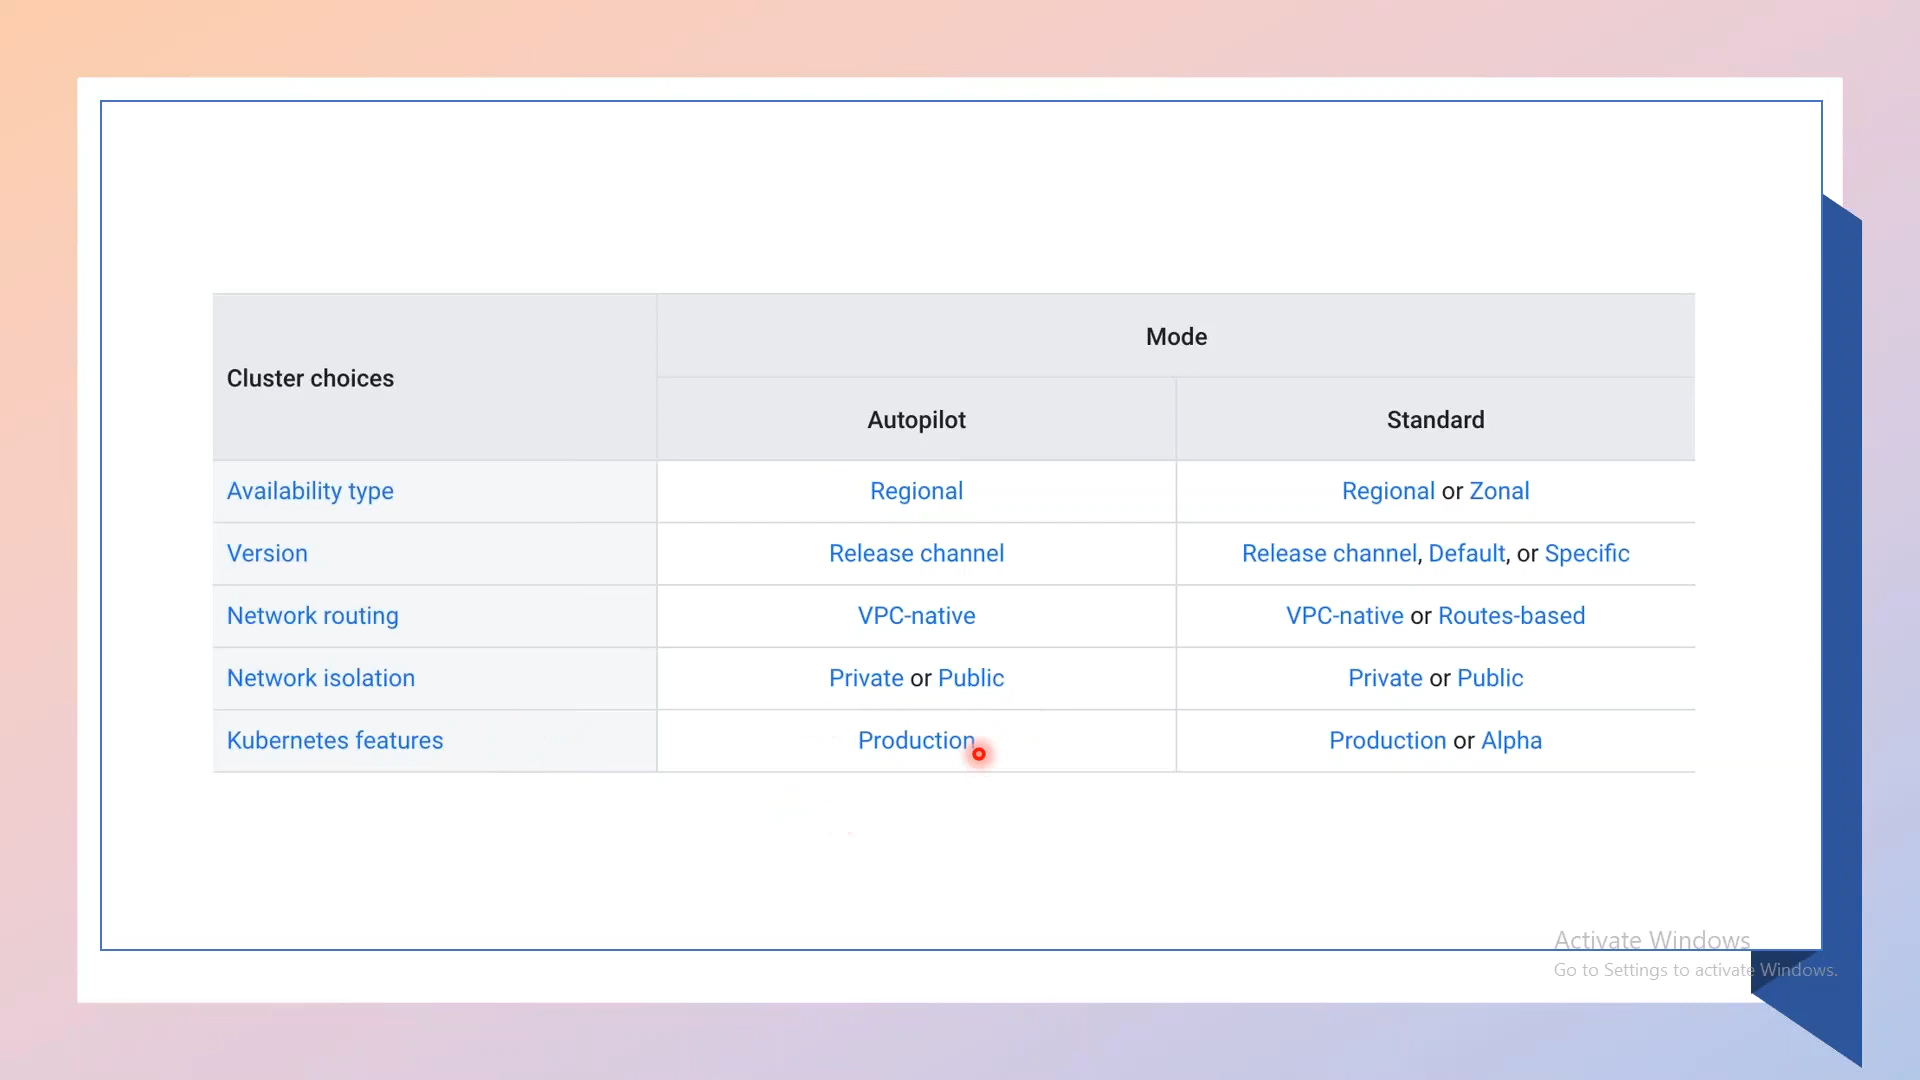 Cluster choices
Mode
Autopilot
Standard
Availability type
Regional
Regional or Zonal
Version
Release channel
Release channel, Default, or Specific
Network routing
VPC-native
VPC-native or Routes-based
Network isolation
Private or Public
Private or Public
Kubernetes features
Production
Production or Alpha
Activate Windows
Go to Settings to activate Windows.